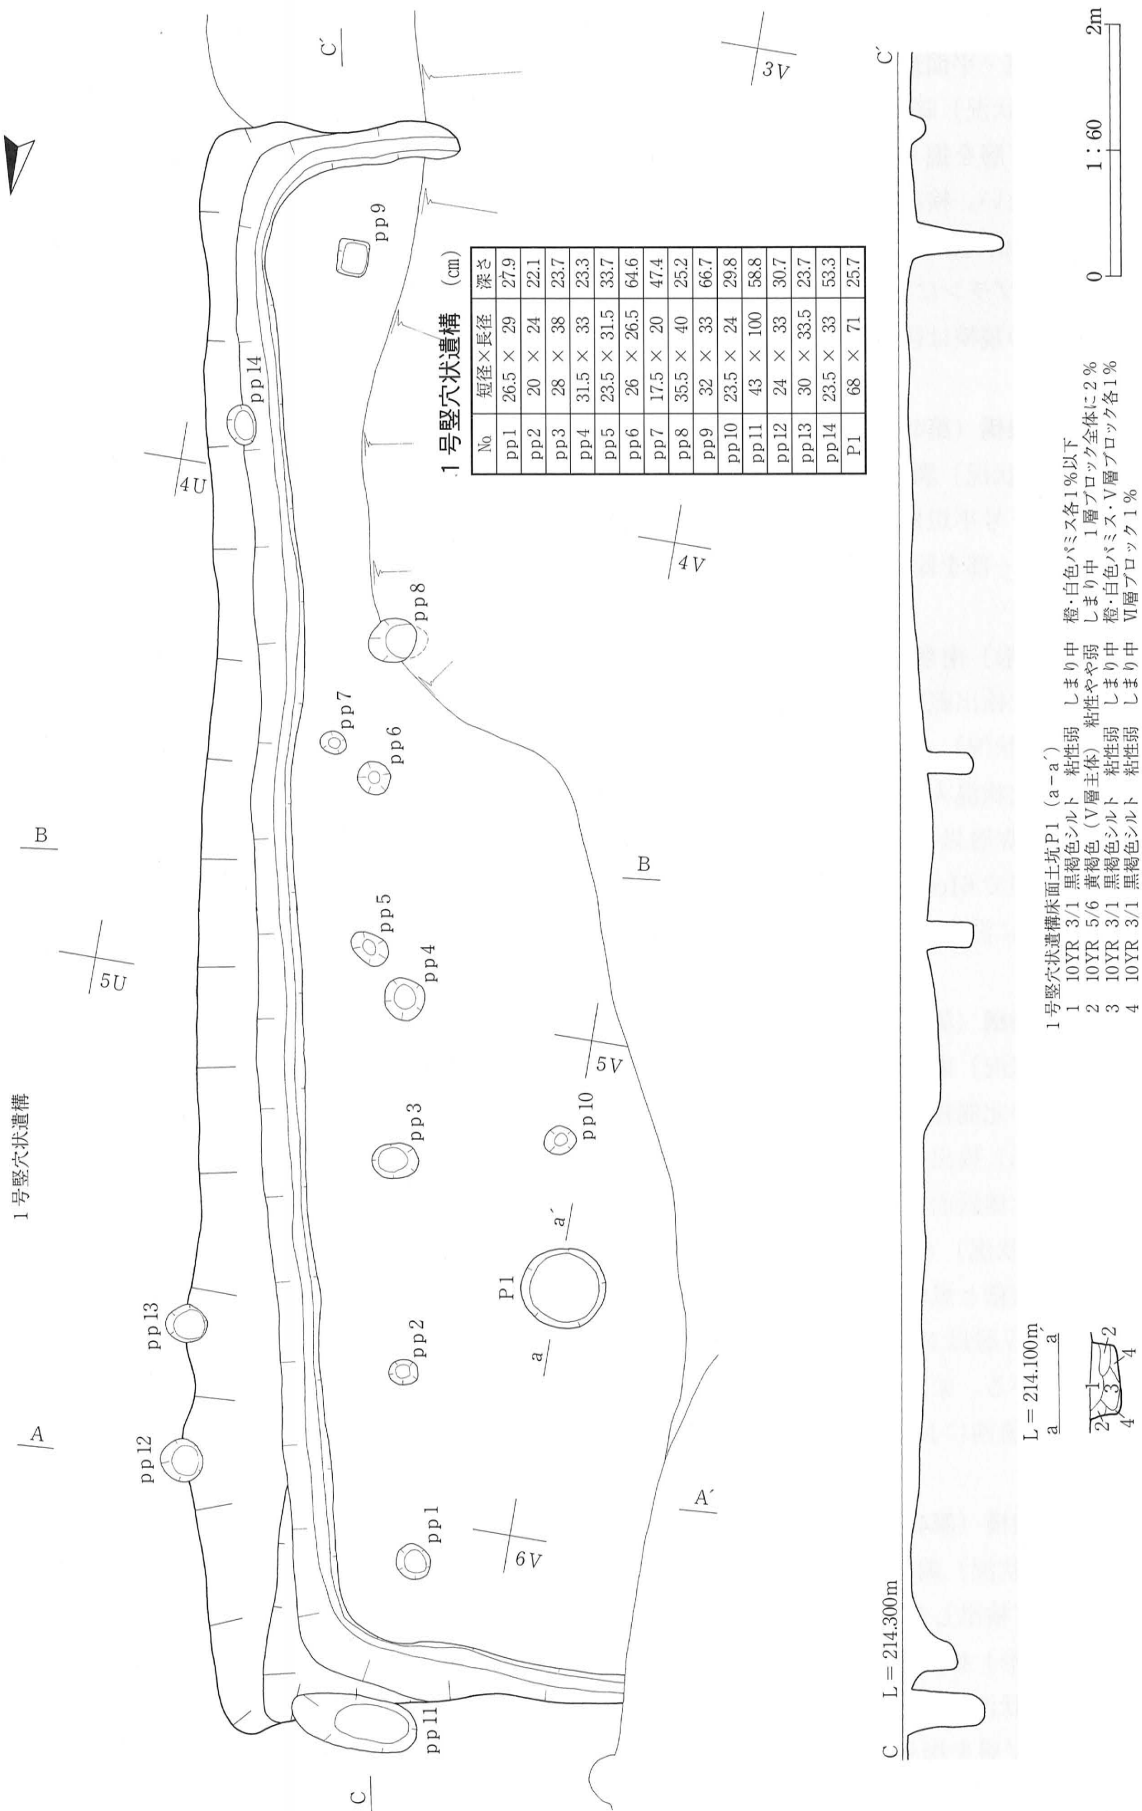 1号竪穴状遺構
A
B
5U
4U
pp12
pp13
pp14
pp11
C
pp1
pp2
pp3
pp4
pp5
pp6
pp7
pp8
pp9
C´
6V
a
P1
a´
pp10
5V
A´
B
4V
3V
1号竪穴状遺構 (cm)
№ 短径×長径 深さ
pp1 26.5 × 29 27.9
pp2 20 × 24 22.1
pp3 28 × 38 23.7
pp4 31.5 × 33 23.3
pp5 23.5 × 31.5 33.7
pp6 26 × 26.5 64.6
pp7 17.5 × 20 47.4
pp8 35.5 × 40 25.2
pp9 32 × 33 66.7
pp10 23.5 × 24 29.8
pp11 43 × 100 58.8
pp12 24 × 33 30.7
pp13 30 × 33.5 23.7
pp14 23.5 × 33 53.3
P1 68 × 71 25.7
C L=214.300m C´
L=214.100m
a a´
1
2 3 2
4 4
1号竪穴状遺構床面土坑P1 (a-a´)
1 10YR 3/1 黒褐色シルト 粘性弱 しまり中 橙・白色パミス各1%以下
2 10YR 5/6 黄褐色 (Ⅴ層主体) 粘性やや弱 しまり中 1層ブロック全体に2%
3 10YR 3/1 黒褐色シルト 粘性弱 しまり中 橙・白色パミス・Ⅴ層ブロック各1%
4 10YR 3/1 黒褐色シルト 粘性弱 しまり中 Ⅵ層ブロック1%
0 1:60 2m